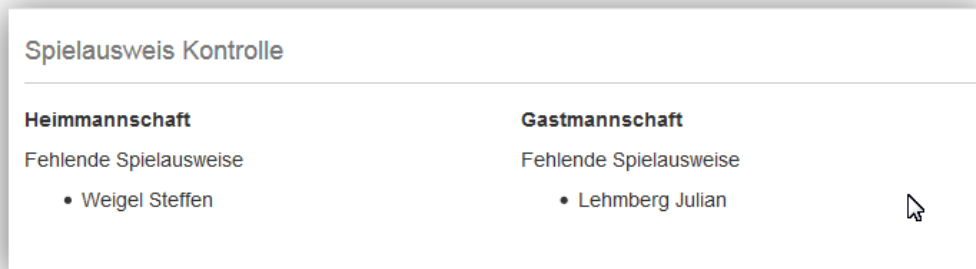 Spielausweis Kontrolle
Heimmannschaft
Fehlende Spielausweise
• Weigel Steffen
Gastmannschaft
Fehlende Spielausweise
• Lehmberg Julian